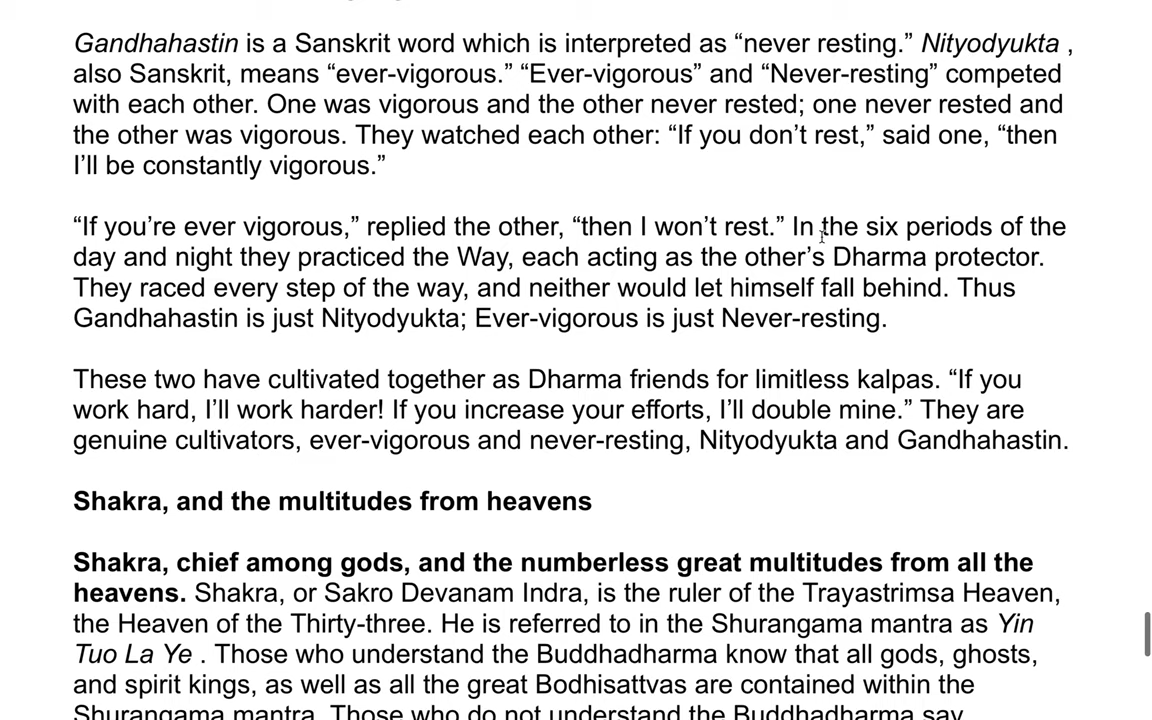 Gandhahastin is a Sanskrit word which is interpreted as “never resting.” Nityodyukta ,
also Sanskrit, means “ever-vigorous.” “Ever-vigorous” and “Never-resting” competed
with each other. One was vigorous and the other never rested; one never rested and
the other was vigorous. They watched each other: “If you don’t rest,” said one, “then
I’ll be constantly vigorous.”
“If you’re ever vigorous,” replied the other, “then I won’t rest.” In the six periods of the
day and night they practiced the Way, each acting as the other’s Dharma protector.
They raced every step of the way, and neither would let himself fall behind. Thus
Gandhahastin is just Nityodyukta; Ever-vigorous is just Never-resting.
These two have cultivated together as Dharma friends for limitless kalpas. “If you
work hard, I’ll work harder! If you increase your efforts, I’ll double mine.” They are
genuine cultivators, ever-vigorous and never-resting, Nityodyukta and Gandhahastin.
Shakra, and the multitudes from heavens
Shakra, chief among gods, and the numberless great multitudes from all the
heavens. Shakra, or Sakro Devanam Indra, is the ruler of the Trayastrimsa Heaven,
the Heaven of the Thirty-three. He is referred to in the Shurangama mantra as Yin
Tuo La Ye . Those who understand the Buddhadharma know that all gods, ghosts,
and spirit kings, as well as all the great Bodhisattvas are contained within the
Shurangama mantra. Those who do not understand the Buddhadharma say